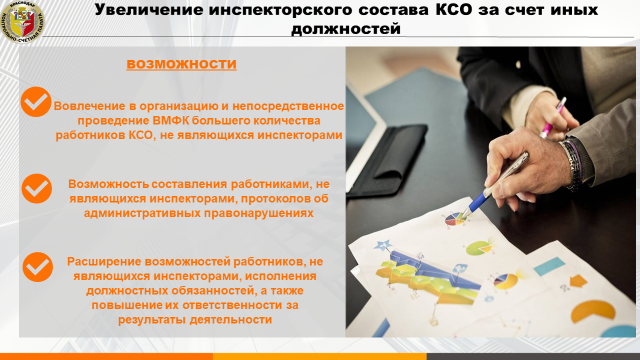 Увеличение инспекторского состава КСО за счет иных
должностей
возможности
Вовлечение в организацию и непосредственное
проведение ВМФК большего количества
работников КСО, не являющихся инспекторами
Возможность составления работниками, не
являющихся инспекторами, протоколов об
административных правонарушениях
Расширение возможностей работников, не
являющихся инспекторами, исполнения
должностных обязанностей, а также
повышение их ответственности за
результаты деятельности